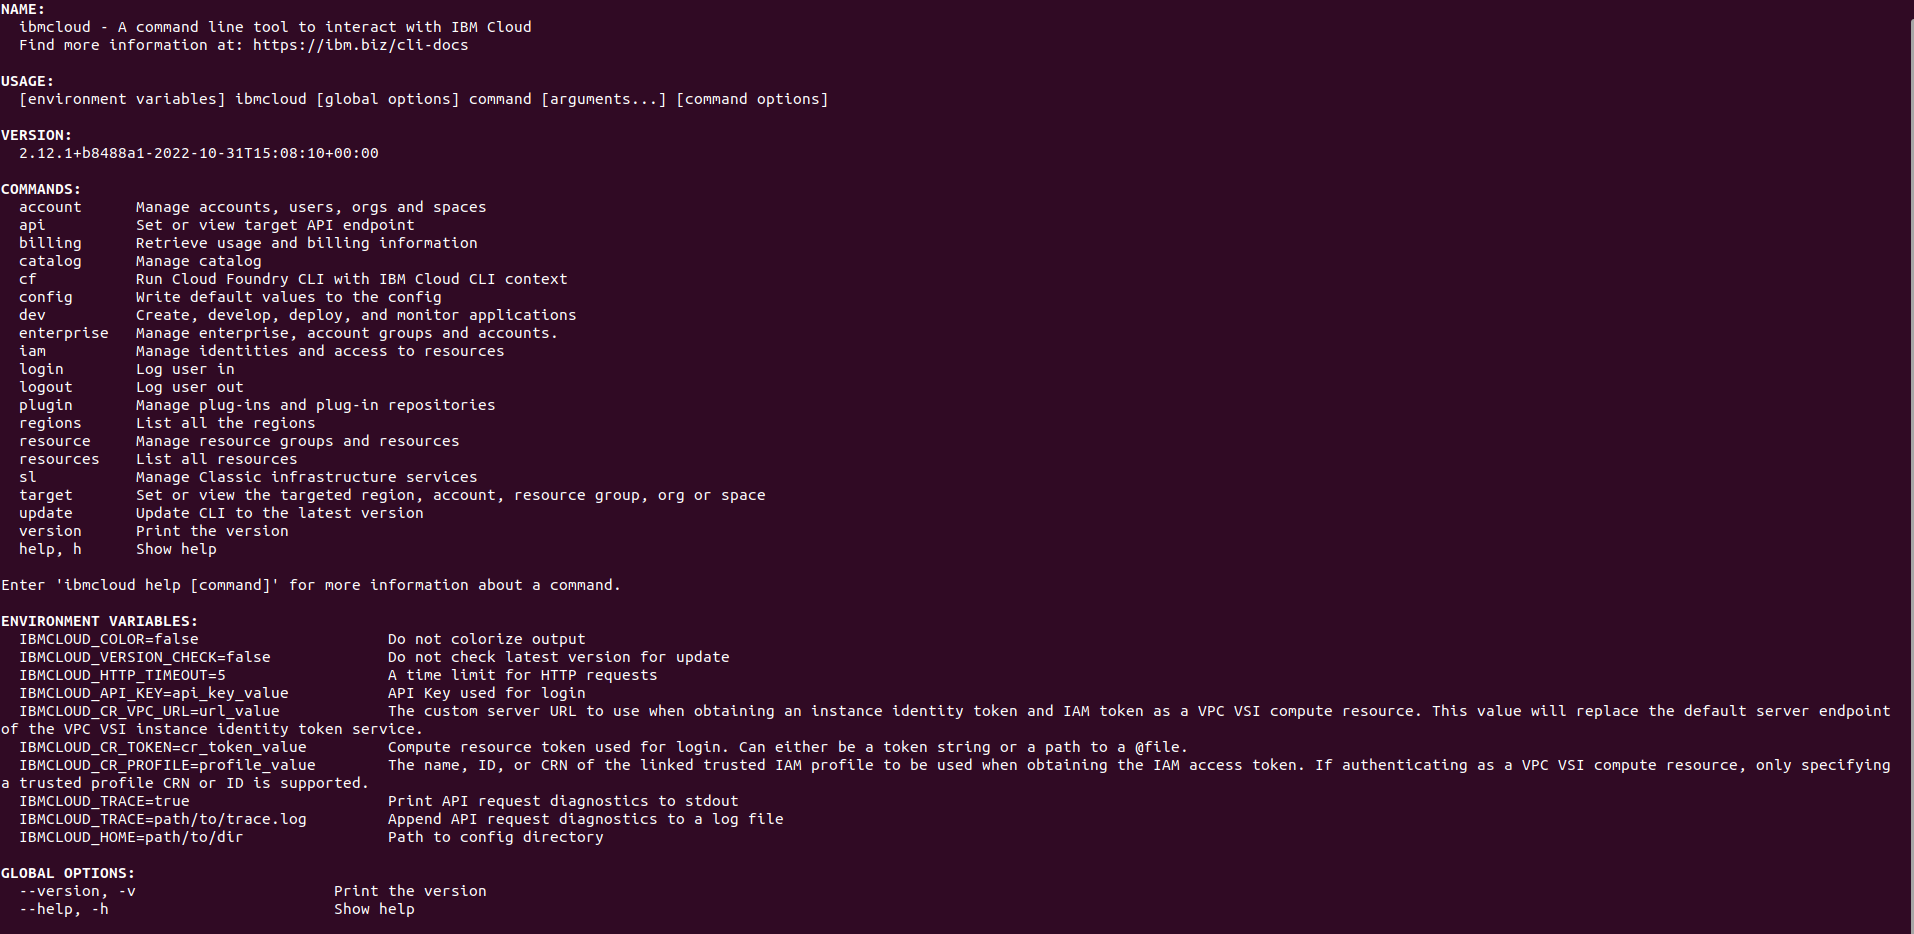 NAME:
  ibmcloud - A command line tool to interact with IBM Cloud
  Find more information at: https://ibm.biz/cli-docs

USAGE:
  [environment variables] ibmcloud [global options] command [arguments...] [command options]

VERSION:
  2.12.1+b8488a1-2022-10-31T15:08:10+00:00

COMMANDS:
  account      Manage accounts, users, orgs and spaces
  api          Set or view target API endpoint
  billing      Retrieve usage and billing information
  catalog      Manage catalog
  cf           Run Cloud Foundry CLI with IBM Cloud CLI context
  config       Write default values to the config
  dev          Create, develop, deploy, and monitor applications
  enterprise   Manage enterprise, account groups and accounts.
  iam          Manage identities and access to resources
  login        Log user in
  logout       Log user out
  plugin       Manage plug-ins and plug-in repositories
  regions      List all the regions
  resource     Manage resource groups and resources
  resources    List all resources
  sl           Manage Classic infrastructure services
  target       Set or view the targeted region, account, resource group, org or space
  update       Update CLI to the latest version
  version      Print the version
  help, h      Show help

Enter 'ibmcloud help [command]' for more information about a command.

ENVIRONMENT VARIABLES:
  IBMCLOUD_COLOR=false                     Do not colorize output
  IBMCLOUD_VERSION_CHECK=false             Do not check latest version for update
  IBMCLOUD_HTTP_TIMEOUT=5                  A time limit for HTTP requests
  IBMCLOUD_API_KEY=api_key_value           API Key used for login
  IBMCLOUD_CR_VPC_URL=url_value            The custom server URL to use when obtaining an instance identity token and IAM token as a VPC VSI compute resource. This value will replace the default server endpoint
of the VPC VSI instance identity token service.
  IBMCLOUD_CR_TOKEN=cr_token_value         Compute resource token used for login. Can either be a token string or a path to a @file.
  IBMCLOUD_CR_PROFILE=profile_value        The name, ID, or CRN of the linked trusted IAM profile to be used when obtaining the IAM access token. If authenticating as a VPC VSI compute resource, only specifying
a trusted profile CRN or ID is supported.
  IBMCLOUD_TRACE=true                      Print API request diagnostics to stdout
  IBMCLOUD_TRACE=path/to/trace.log         Append API request diagnostics to a log file
  IBMCLOUD_HOME=path/to/dir                Path to config directory

GLOBAL OPTIONS:
  --version, -v                      Print the version
  --help, -h                         Show help